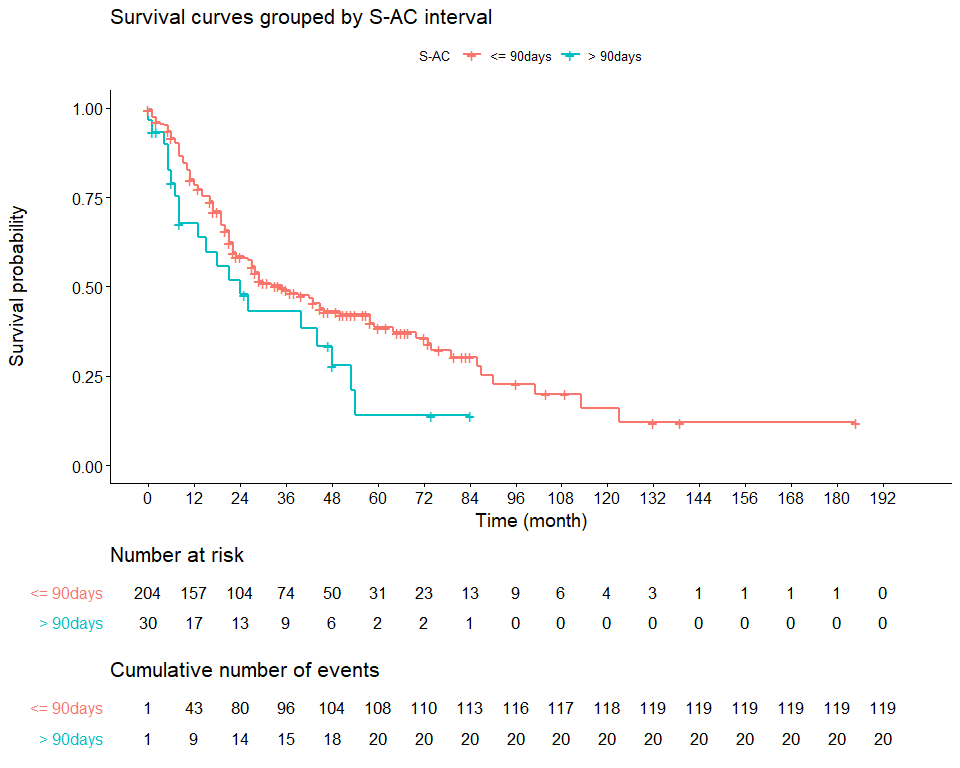 Survival curves grouped by S-AC interval
S-AC <= 90days > 90days
Survival probability
1.00
0.75
0.50
0.25
0.00
0 12 24 36 48 60 72 84 96 108 120 132 144 156 168 180 192
Time (month)
Number at risk
<= 90days 204 157 104 74 50 31 23 13 9 6 4 3 1 1 1 1 0
> 90days 30 17 13 9 6 2 2 1 0 0 0 0 0 0 0 0 0
Cumulative number of events
<= 90days 1 43 80 96 104 108 110 113 116 117 118 119 119 119 119 119 119
> 90days 1 9 14 15 18 20 20 20 20 20 20 20 20 20 20 20 20